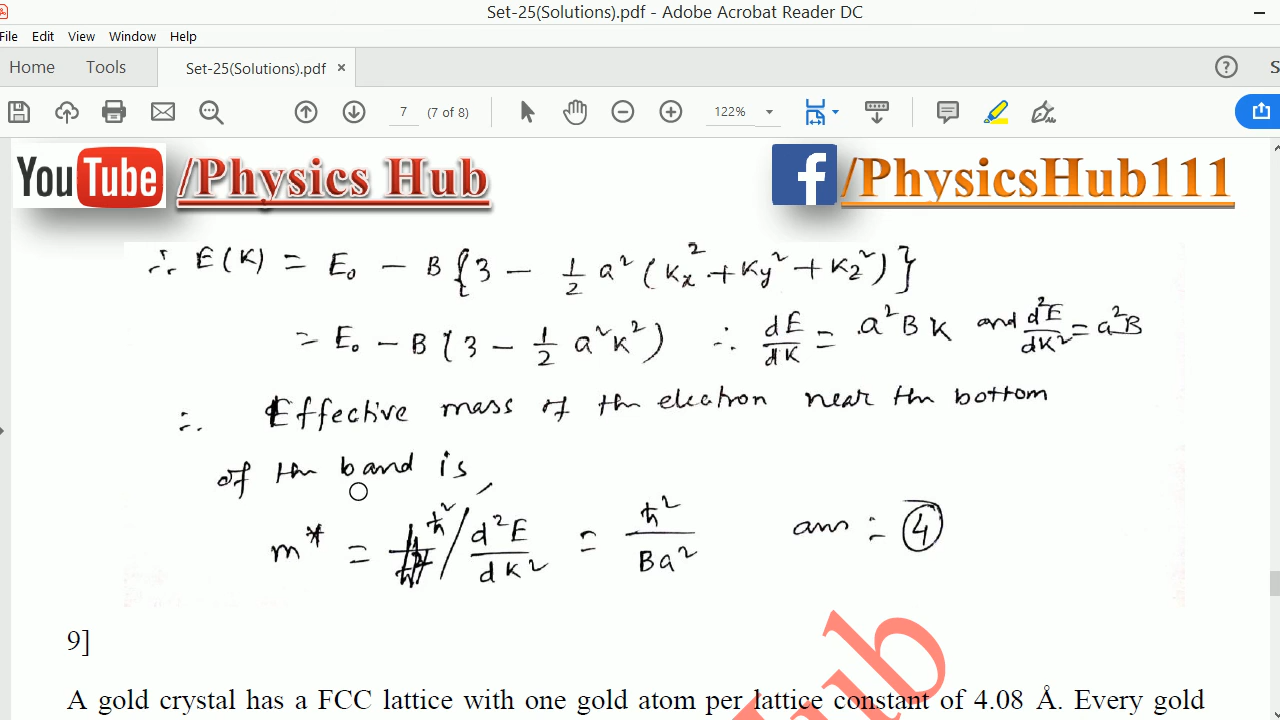 Set-25(Solutions).pdf - Adobe Acrobat Reader DC
File Edit View Window Help
Home Tools Set-25(Solutions).pdf × ? S
7 (7 of 8) 122%
You Tube /Physics Hub f /PhysicsHub111
∴ E(K) = E₀ - B {3 - 1/2 a² (Kx² + Ky² + Kz²)}
= E₀ - B (3 - 1/2 a²K²) ∴ dE/dK = a²BK and d²E/dK² = a²B
∴ Effective mass of the electron near the bottom
of the band is
m* = ħ² / d²E/dK² = ħ²/Ba² ans :- 4
9]
A gold crystal has a FCC lattice with one gold atom per lattice constant of 4.08 Å. Every gold
Hub